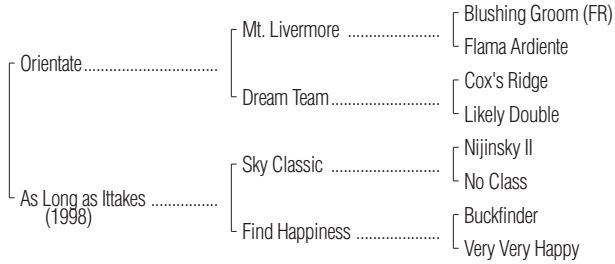 Blushing Groom (FR)
Mt. Livermore ....................
Flama Ardiente
Orientate.............................
Cox's Ridge
Dream Team.......................
Likely Double
Nijinsky II
Sky Classic .......................
No Class
As Long as Ittakes ................
(1998)
Buckfinder
Find Happiness ..................
Very Very Happy